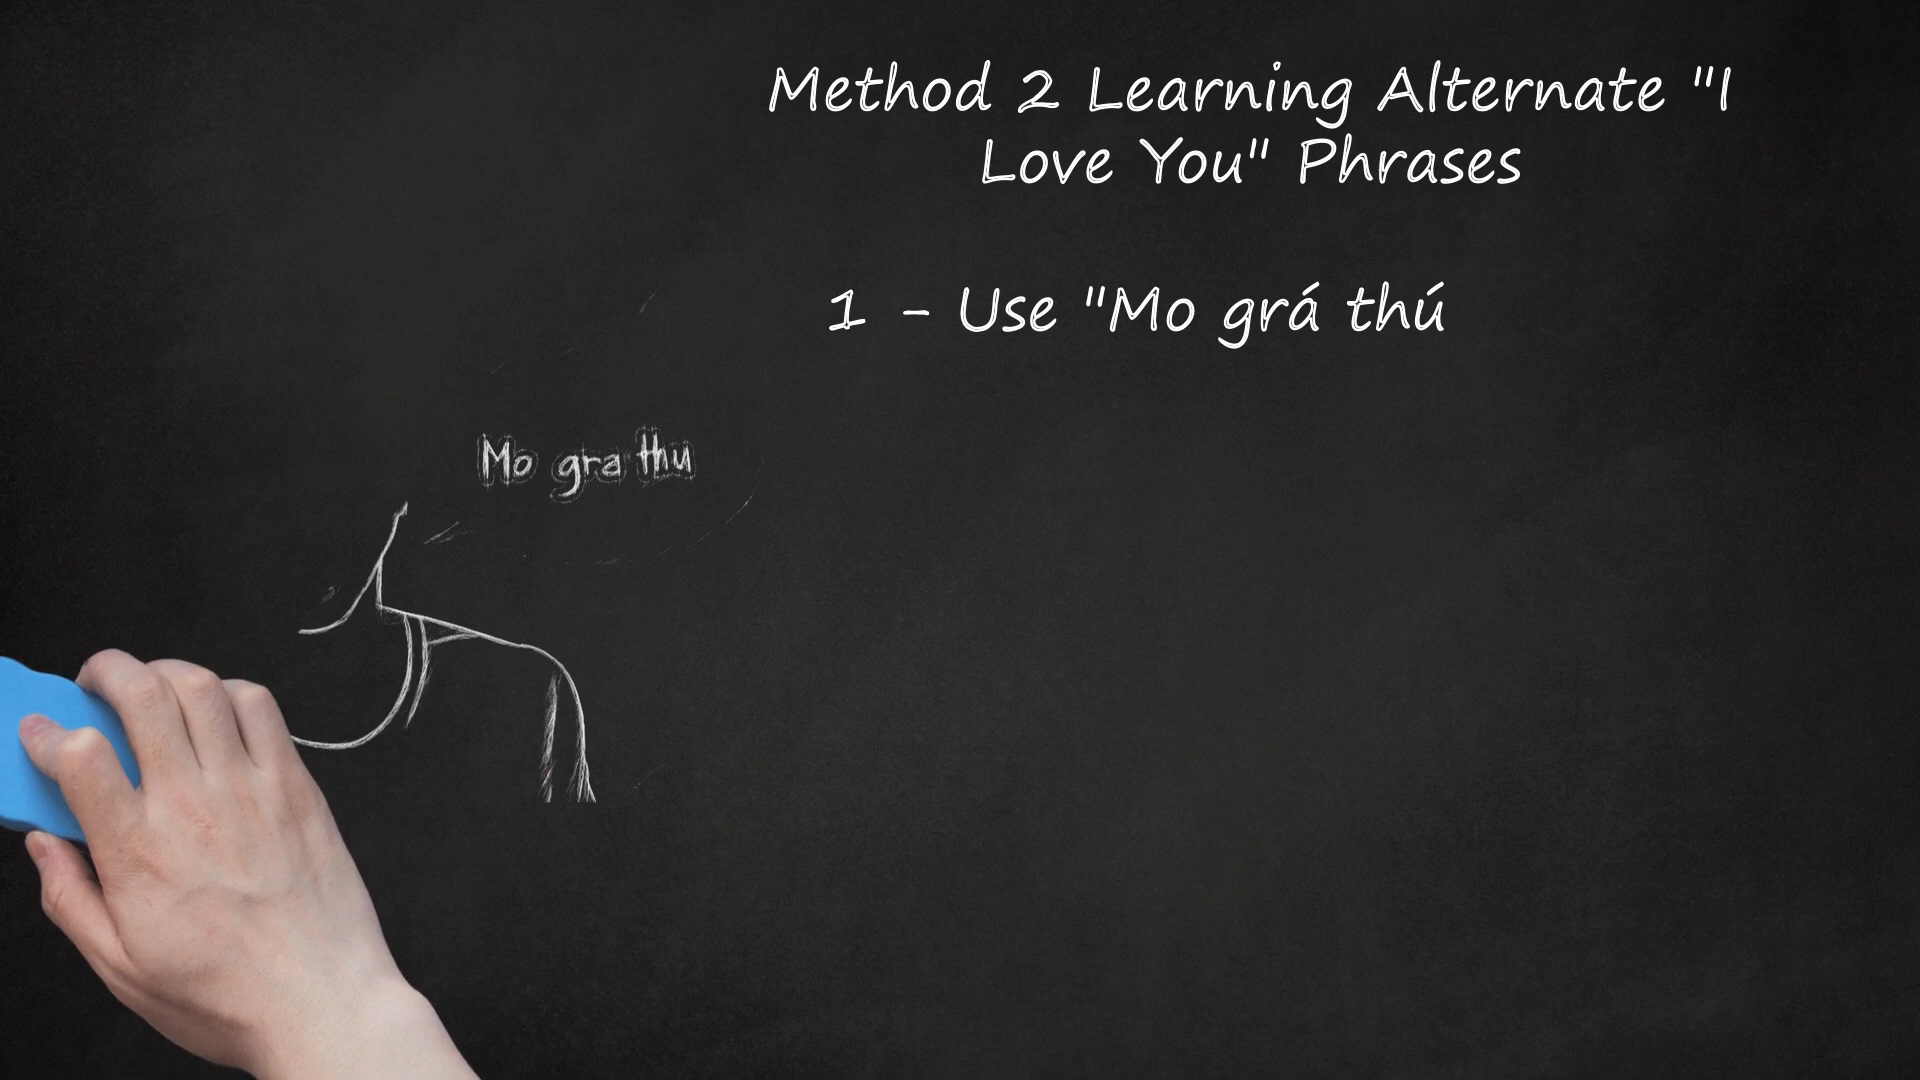 Method 2 Learning Alternate "I
Love You" Phrases
1 - Use "Mo grá thú
Mo gra thu